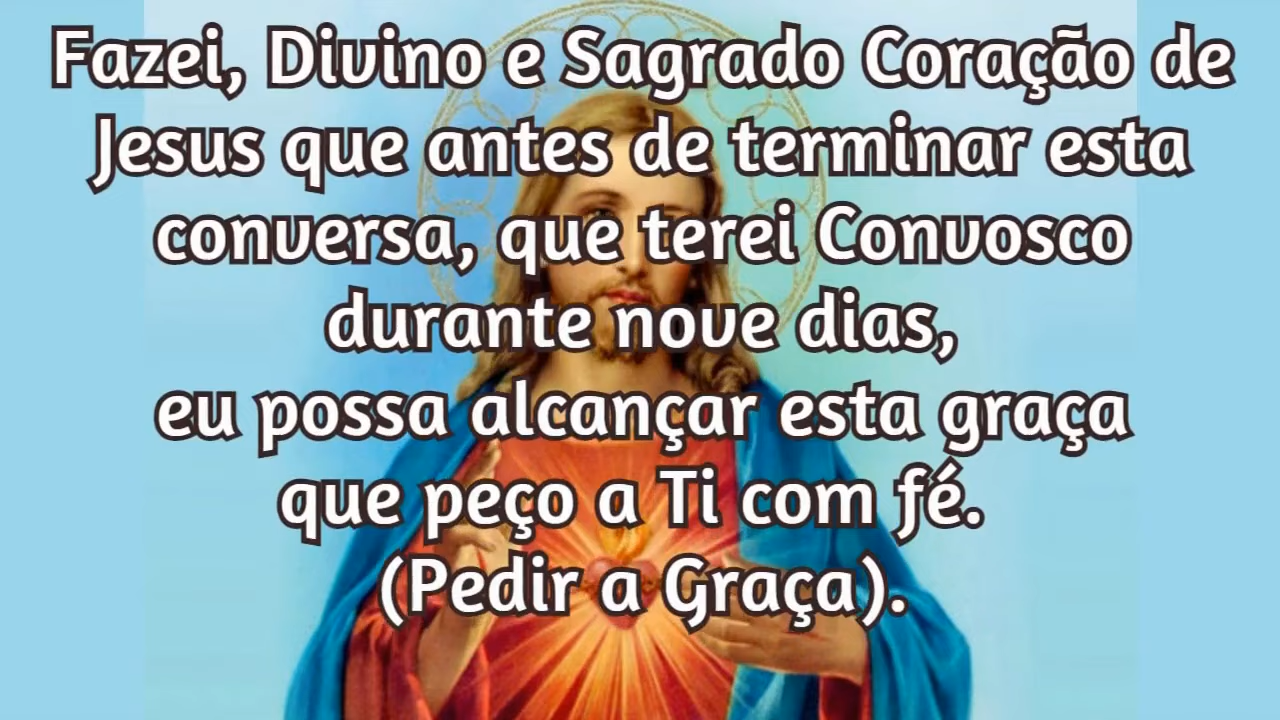 Fazei, Divino e Sagrado Coração de
Jesus que antes de terminar esta
conversa, que terei Convosco
durante nove dias,
eu possa alcançar esta graça
que peço a Ti com fé.
(Pedir a Graça).